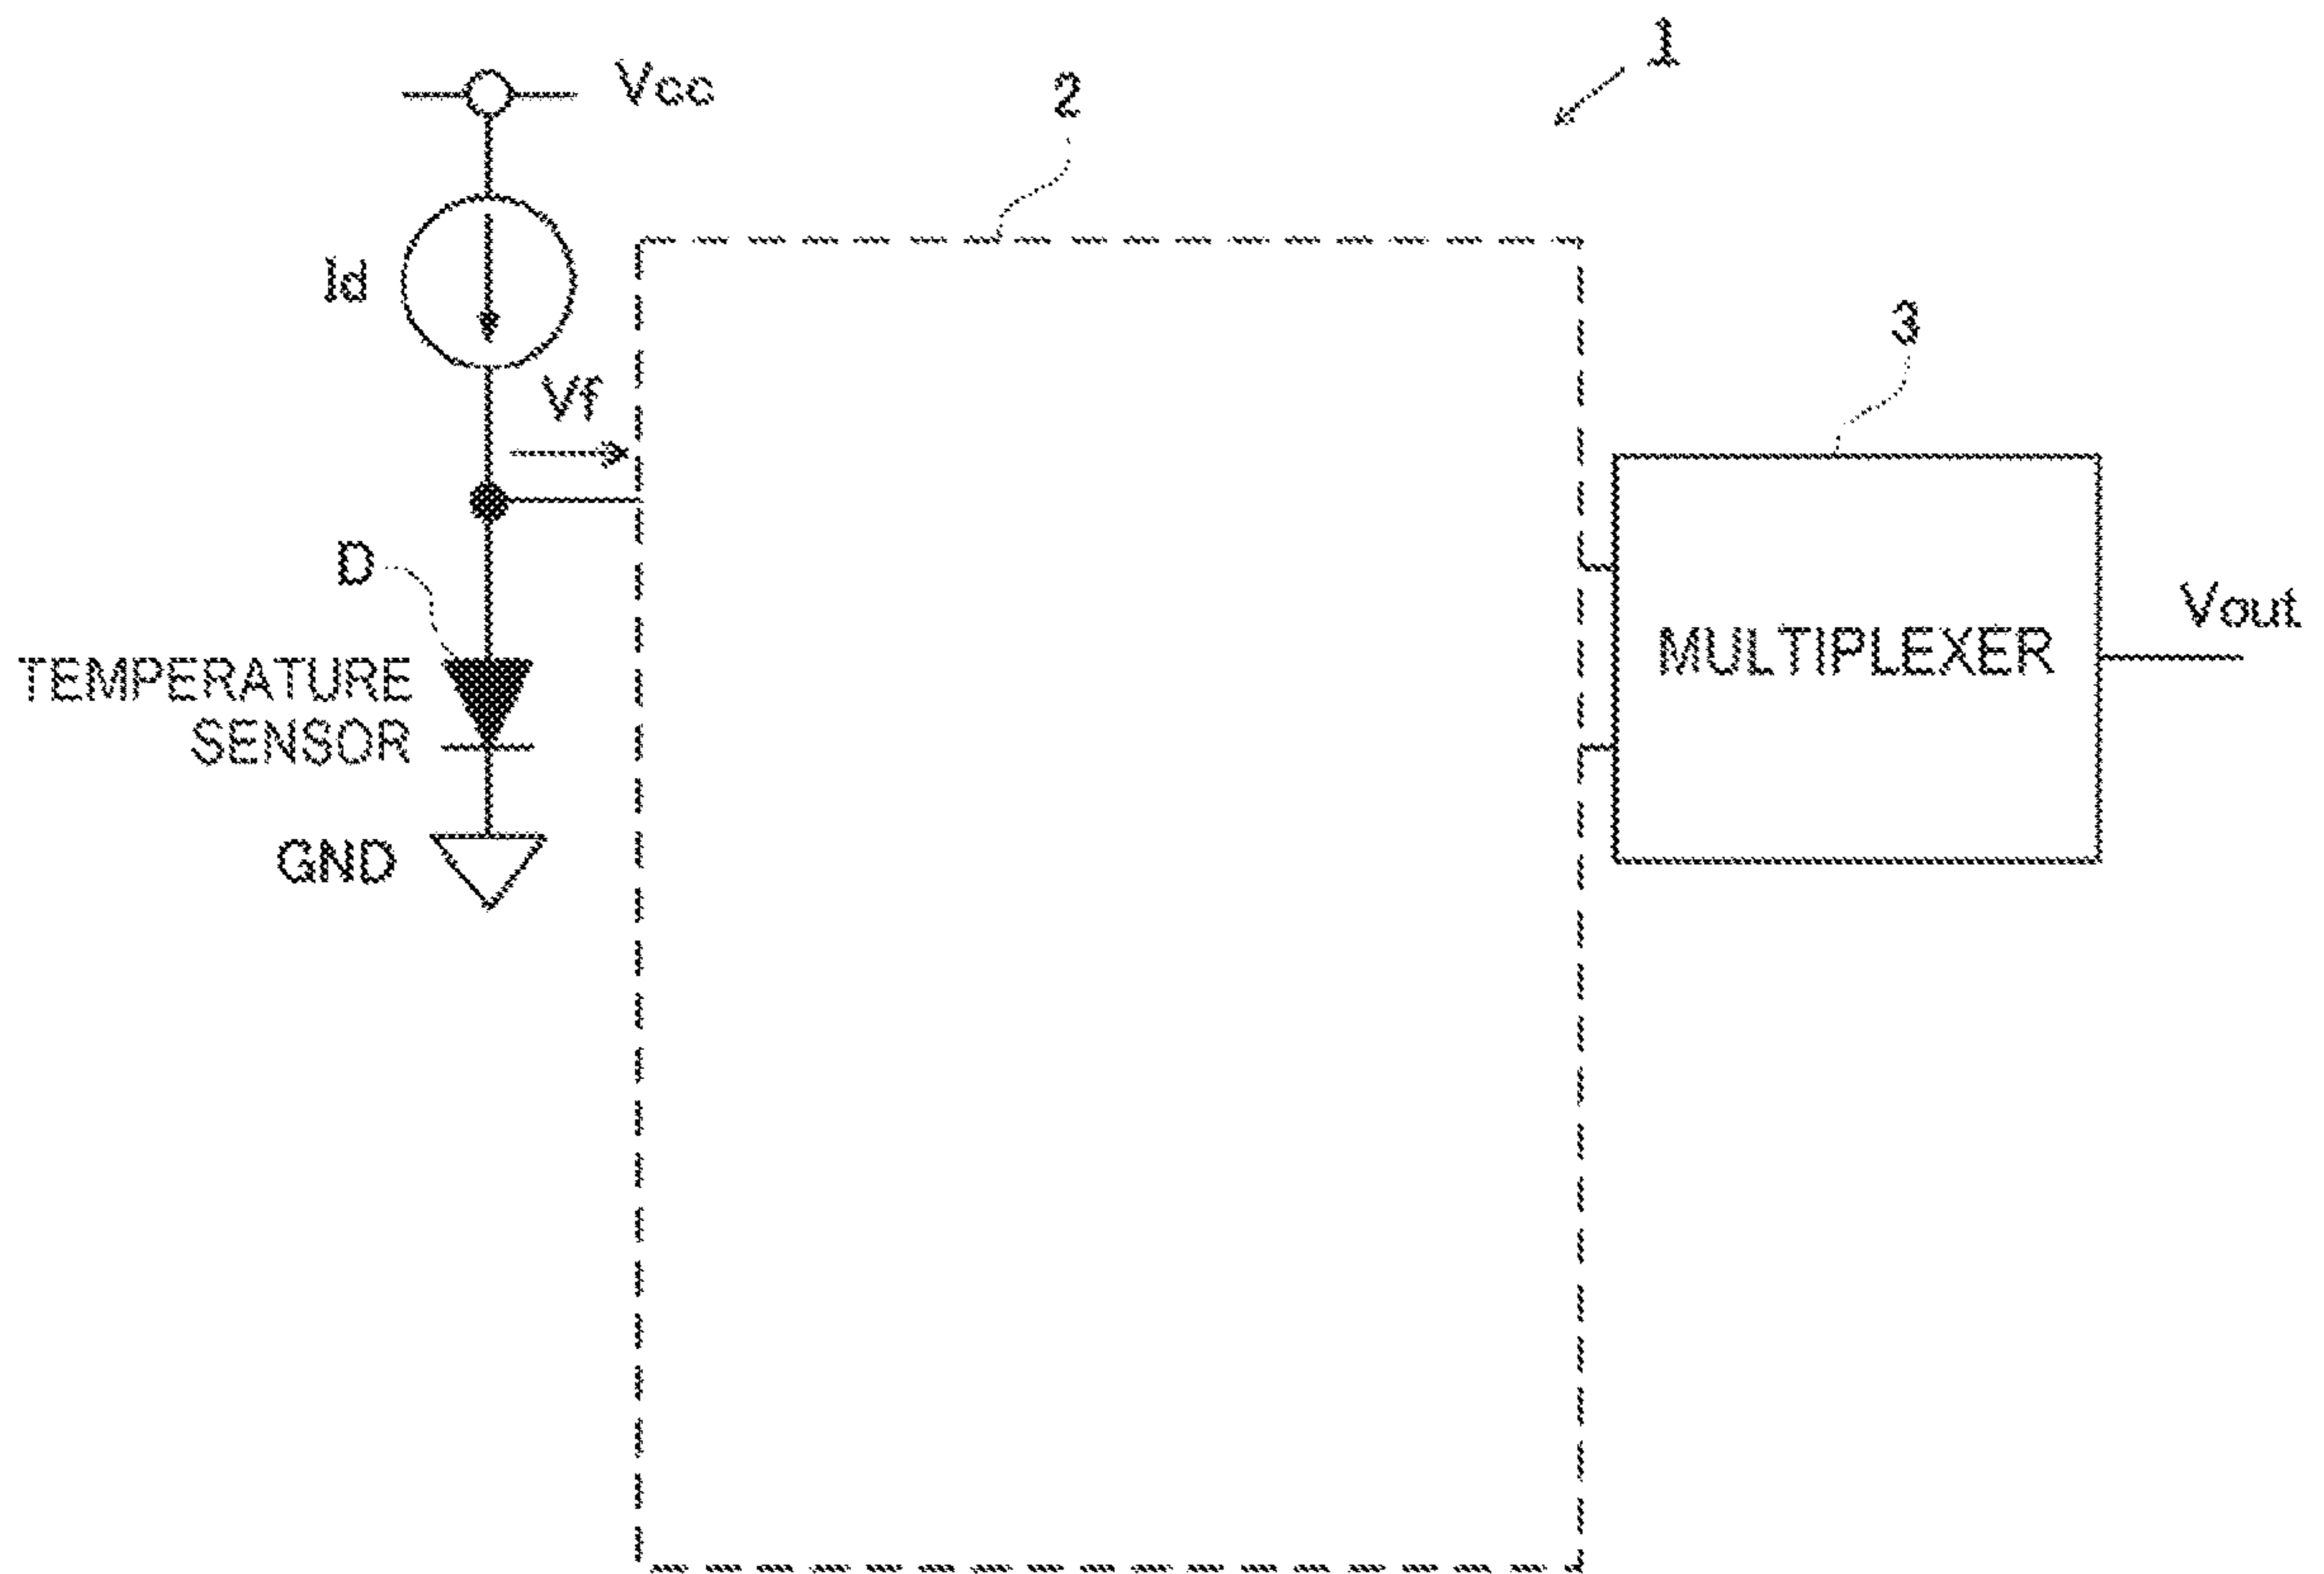 1
Vcc
2
Id
3
Vf
D
Vout
MULTIPLEXER
TEMPERATURE
SENSOR
GND